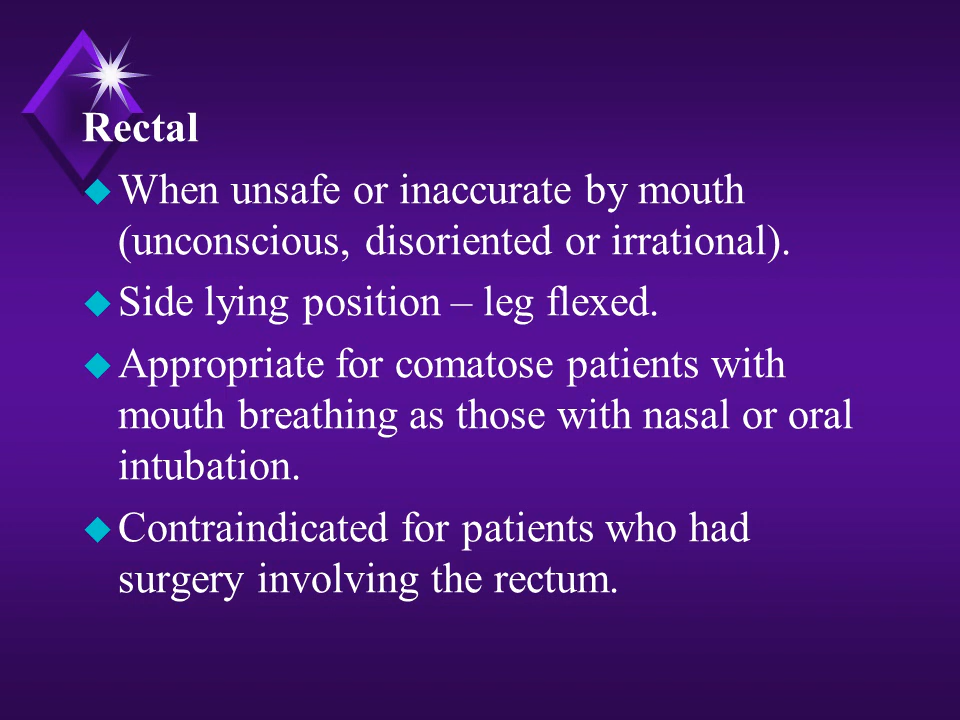 Rectal
When unsafe or inaccurate by mouth
(unconscious, disoriented or irrational).
Side lying position – leg flexed.
Appropriate for comatose patients with
mouth breathing as those with nasal or oral
intubation.
Contraindicated for patients who had
surgery involving the rectum.